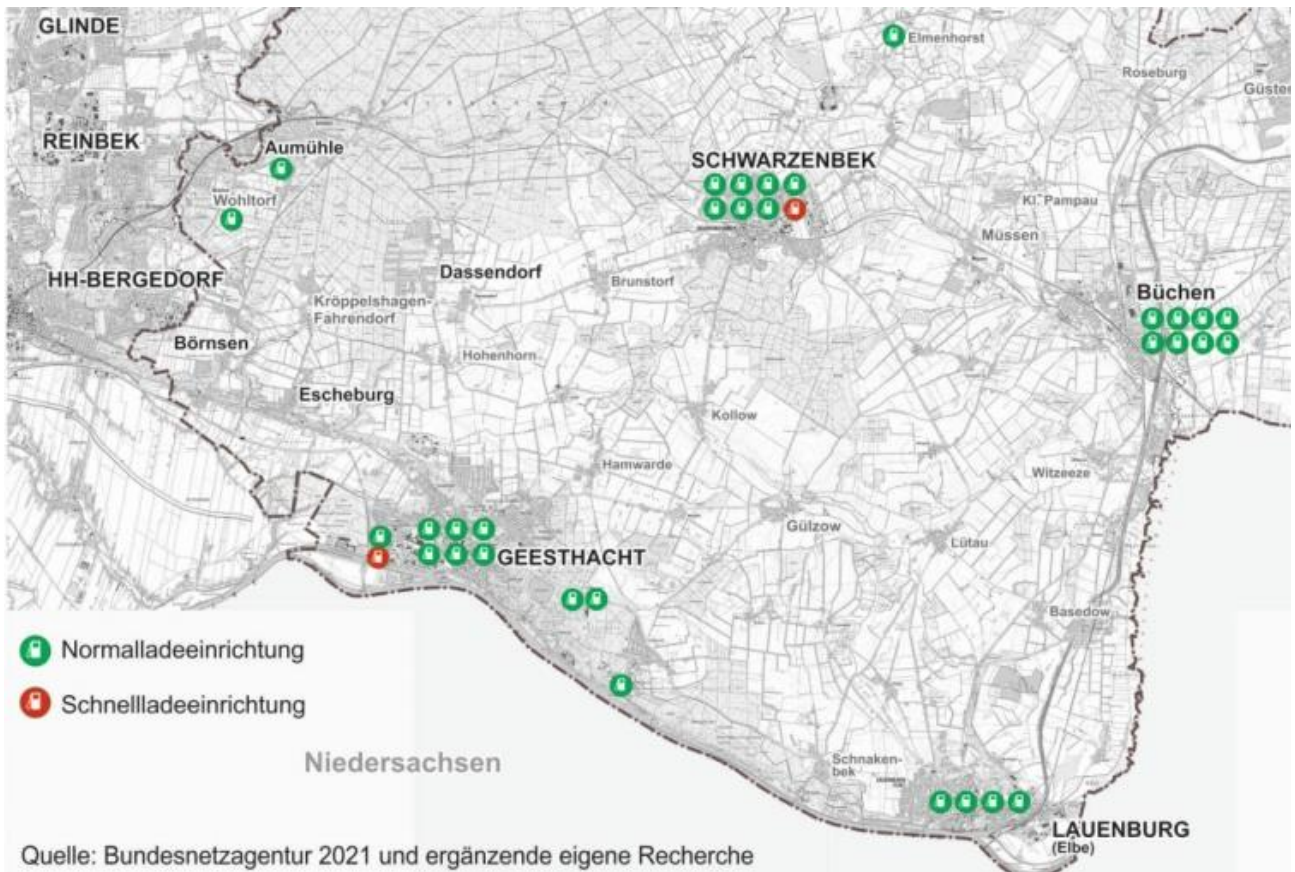 GLINDE
Elmenhorst
Roseburg
Güster
REINBEK
Aumühle
SCHWARZENBEK
Wohltorf
Kl. Pampau
Müssen
HH-BERGEDORF
Dassendorf
Brunstorf
Büchen
Kröppelshagen-
Fahrendorf
Börnsen
Hohenhorn
Escheburg
Kollow
Hamwarde
Witzeeze
Gülzow
Lütau
GEESTHACHT
Basedow
Normalladeeinrichtung
Schnellladeeinrichtung
Niedersachsen
Schnaken-
bek
LAUENBURG
(Elbe)
Quelle: Bundesnetzagentur 2021 und ergänzende eigene Recherche